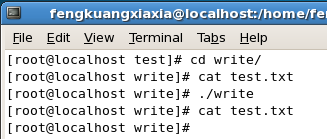 fengkuangxiaxia@localhost:/home/fe
File Edit View Terminal Tabs Help
[root@localhost test]# cd write/
[root@localhost write]# cat test.txt
[root@localhost write]# ./write
[root@localhost write]# cat test.txt
[root@localhost write]#